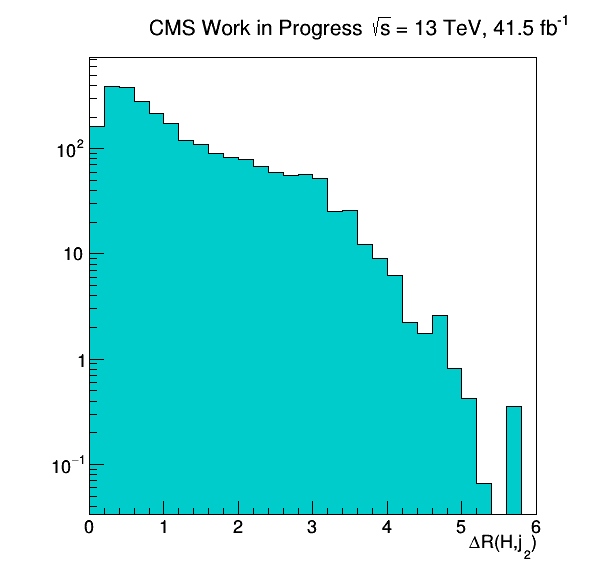 CMS Work in Progress √s = 13 TeV, 41.5 fb⁻¹
10²
10
1
10⁻¹
0 1 2 3 4 5 6
ΔR(H,j₂)